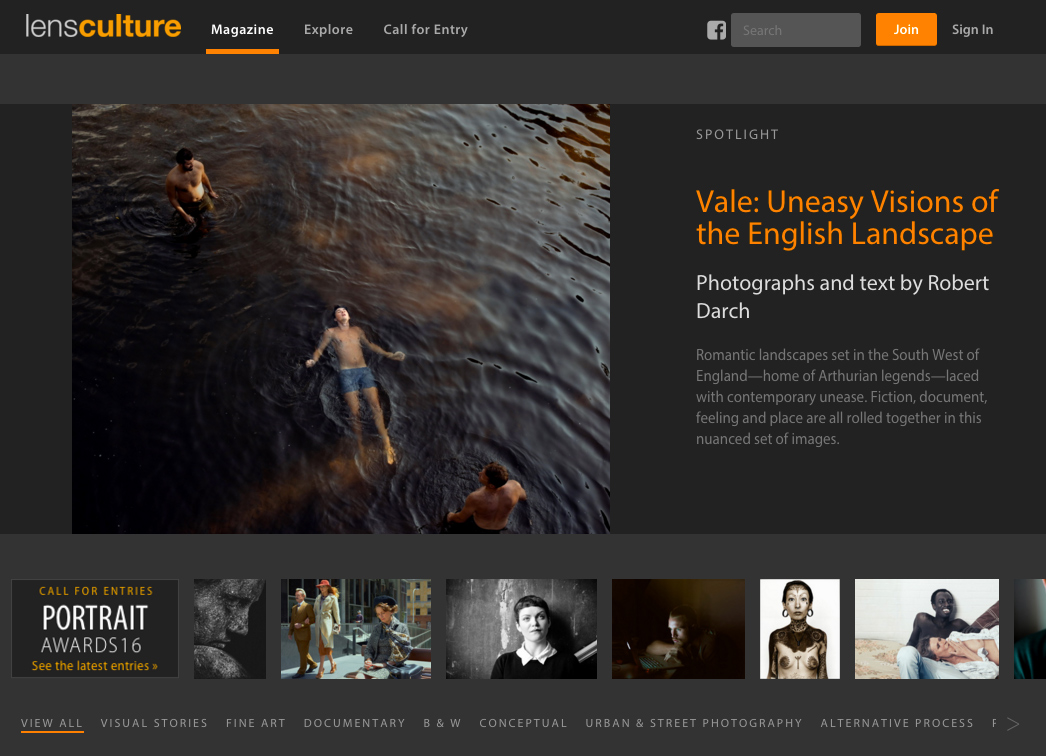 lensculture
Magazine
Explore
Call for Entry
Search
Join
Sign In
SPOTLIGHT
Vale: Uneasy Visions of
the English Landscape
Photographs and text by Robert
Darch
Romantic landscapes set in the South West of
England—home of Arthurian legends—laced
with contemporary unease. Fiction, document,
feeling and place are all rolled together in this
nuanced set of images.
CALL FOR ENTRIES
PORTRAIT
AWARDS16
See the latest entries »
VIEW ALL
VISUAL STORIES
FINE ART
DOCUMENTARY
B & W
CONCEPTUAL
URBAN & STREET PHOTOGRAPHY
ALTERNATIVE PROCESS